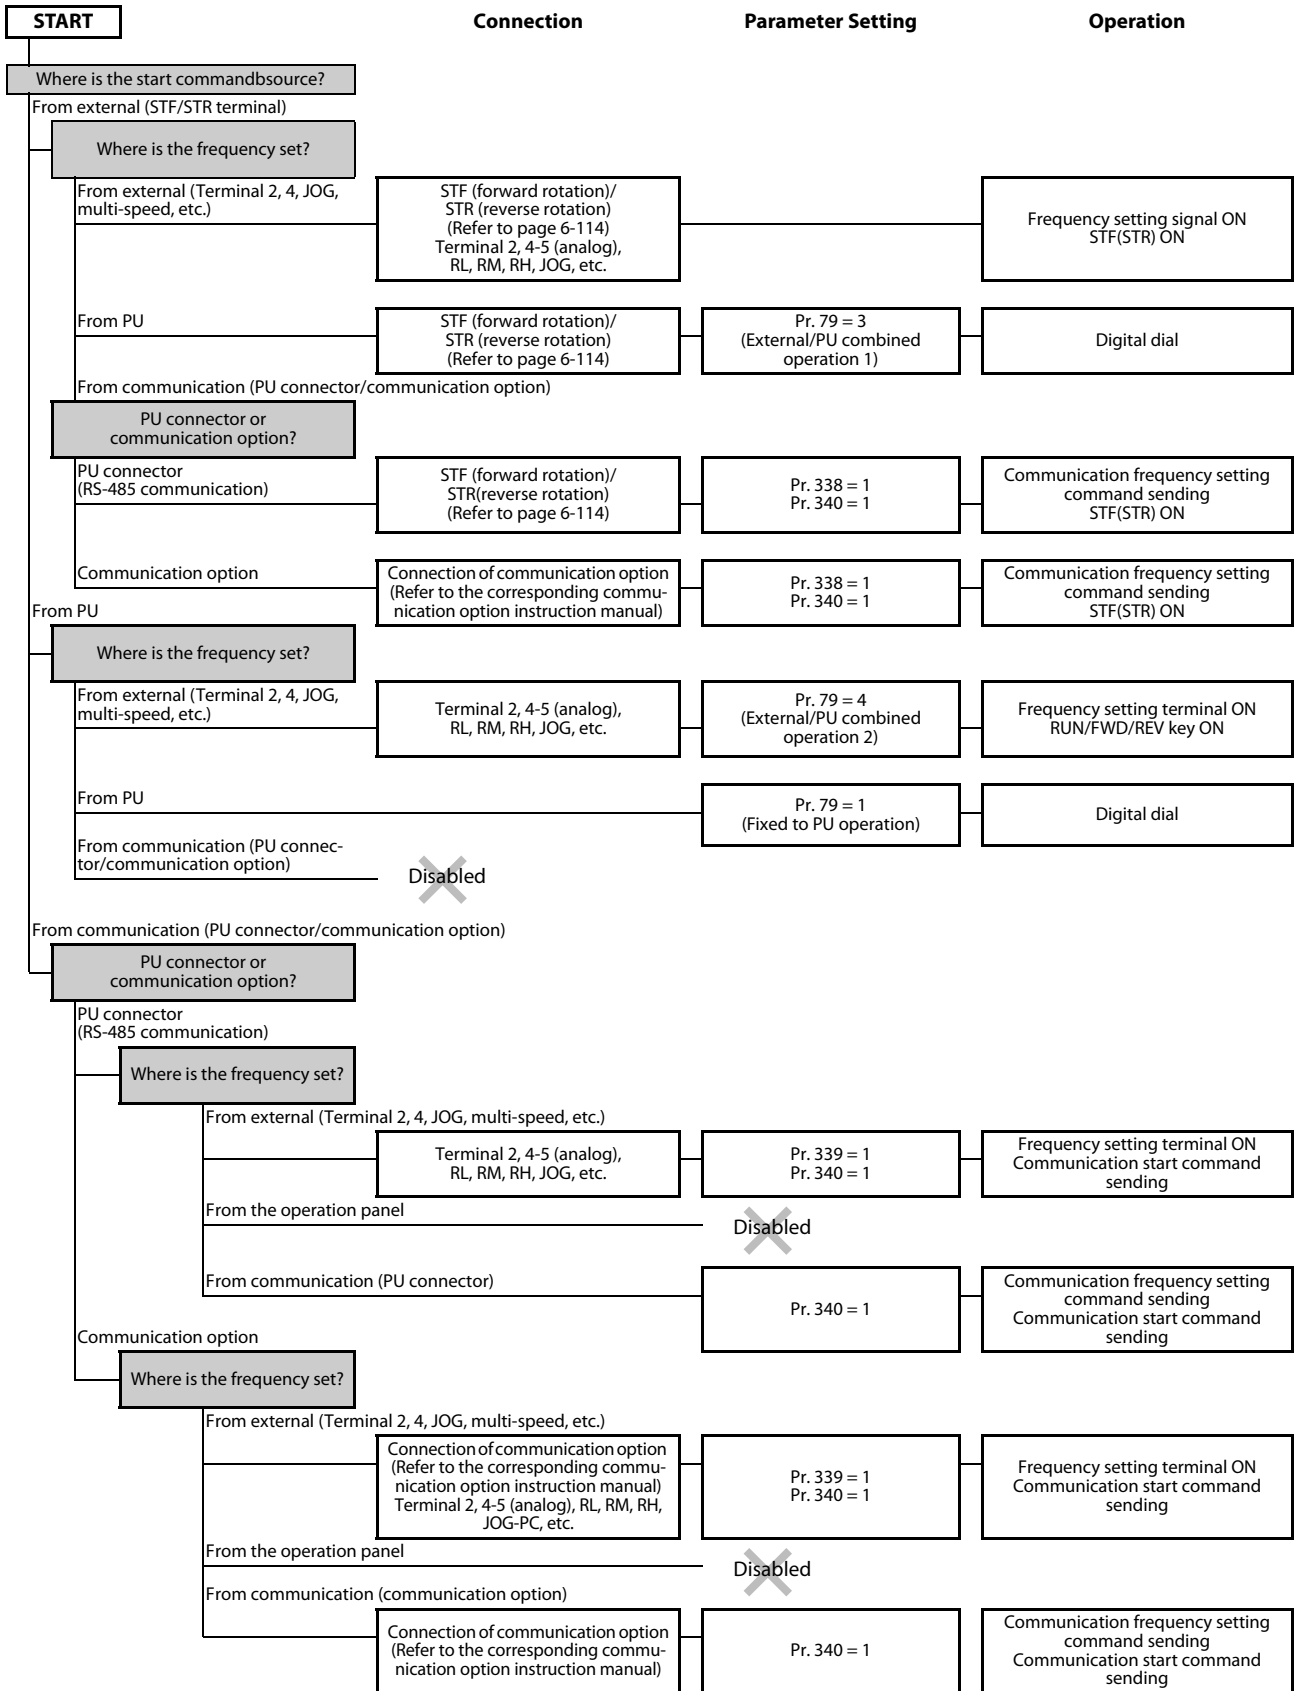 START
Connection
Parameter Setting
Operation
Where is the start commandbsource?
From external (STF/STR terminal)
Where is the frequency set?
From external (Terminal 2, 4, JOG,
multi-speed, etc.)
STF (forward rotation)/
STR (reverse rotation)
(Refer to page 6-114)
Terminal 2, 4-5 (analog),
RL, RM, RH, JOG, etc.
Frequency setting signal ON
STF(STR) ON
From PU
STF (forward rotation)/
STR (reverse rotation)
(Refer to page 6-114)
Pr. 79 = 3
(External/PU combined
operation 1)
Digital dial
From communication (PU connector/communication option)
PU connector or
communication option?
PU connector
(RS-485 communication)
STF (forward rotation)/
STR(reverse rotation)
(Refer to page 6-114)
Pr. 338 = 1
Pr. 340 = 1
Communication frequency setting
command sending
STF(STR) ON
Communication option
Connection of communication option
(Refer to the corresponding commu-
nication option instruction manual)
Pr. 338 = 1
Pr. 340 = 1
Communication frequency setting
command sending
STF(STR) ON
From PU
Where is the frequency set?
From external (Terminal 2, 4, JOG,
multi-speed, etc.)
Terminal 2, 4-5 (analog),
RL, RM, RH, JOG, etc.
Pr. 79 = 4
(External/PU combined
operation 2)
Frequency setting terminal ON
RUN/FWD/REV key ON
From PU
Pr. 79 = 1
(Fixed to PU operation)
Digital dial
From communication (PU connec-
tor/communication option)
Disabled
From communication (PU connector/communication option)
PU connector or
communication option?
PU connector
(RS-485 communication)
Where is the frequency set?
From external (Terminal 2, 4, JOG, multi-speed, etc.)
Terminal 2, 4-5 (analog),
RL, RM, RH, JOG, etc.
Pr. 339 = 1
Pr. 340 = 1
Frequency setting terminal ON
Communication start command
sending
From the operation panel
Disabled
From communication (PU connector)
Pr. 340 = 1
Communication frequency setting
command sending
Communication start command
sending
Communication option
Where is the frequency set?
From external (Terminal 2, 4, JOG, multi-speed, etc.)
Connection of communication option
(Refer to the corresponding commu-
nication option instruction manual)
Terminal 2, 4-5 (analog), RL, RM, RH,
JOG-PC, etc.
Pr. 339 = 1
Pr. 340 = 1
Frequency setting terminal ON
Communication start command
sending
From the operation panel
Disabled
From communication (communication option)
Connection of communication option
(Refer to the corresponding commu-
nication option instruction manual)
Pr. 340 = 1
Communication frequency setting
command sending
Communication start command
sending